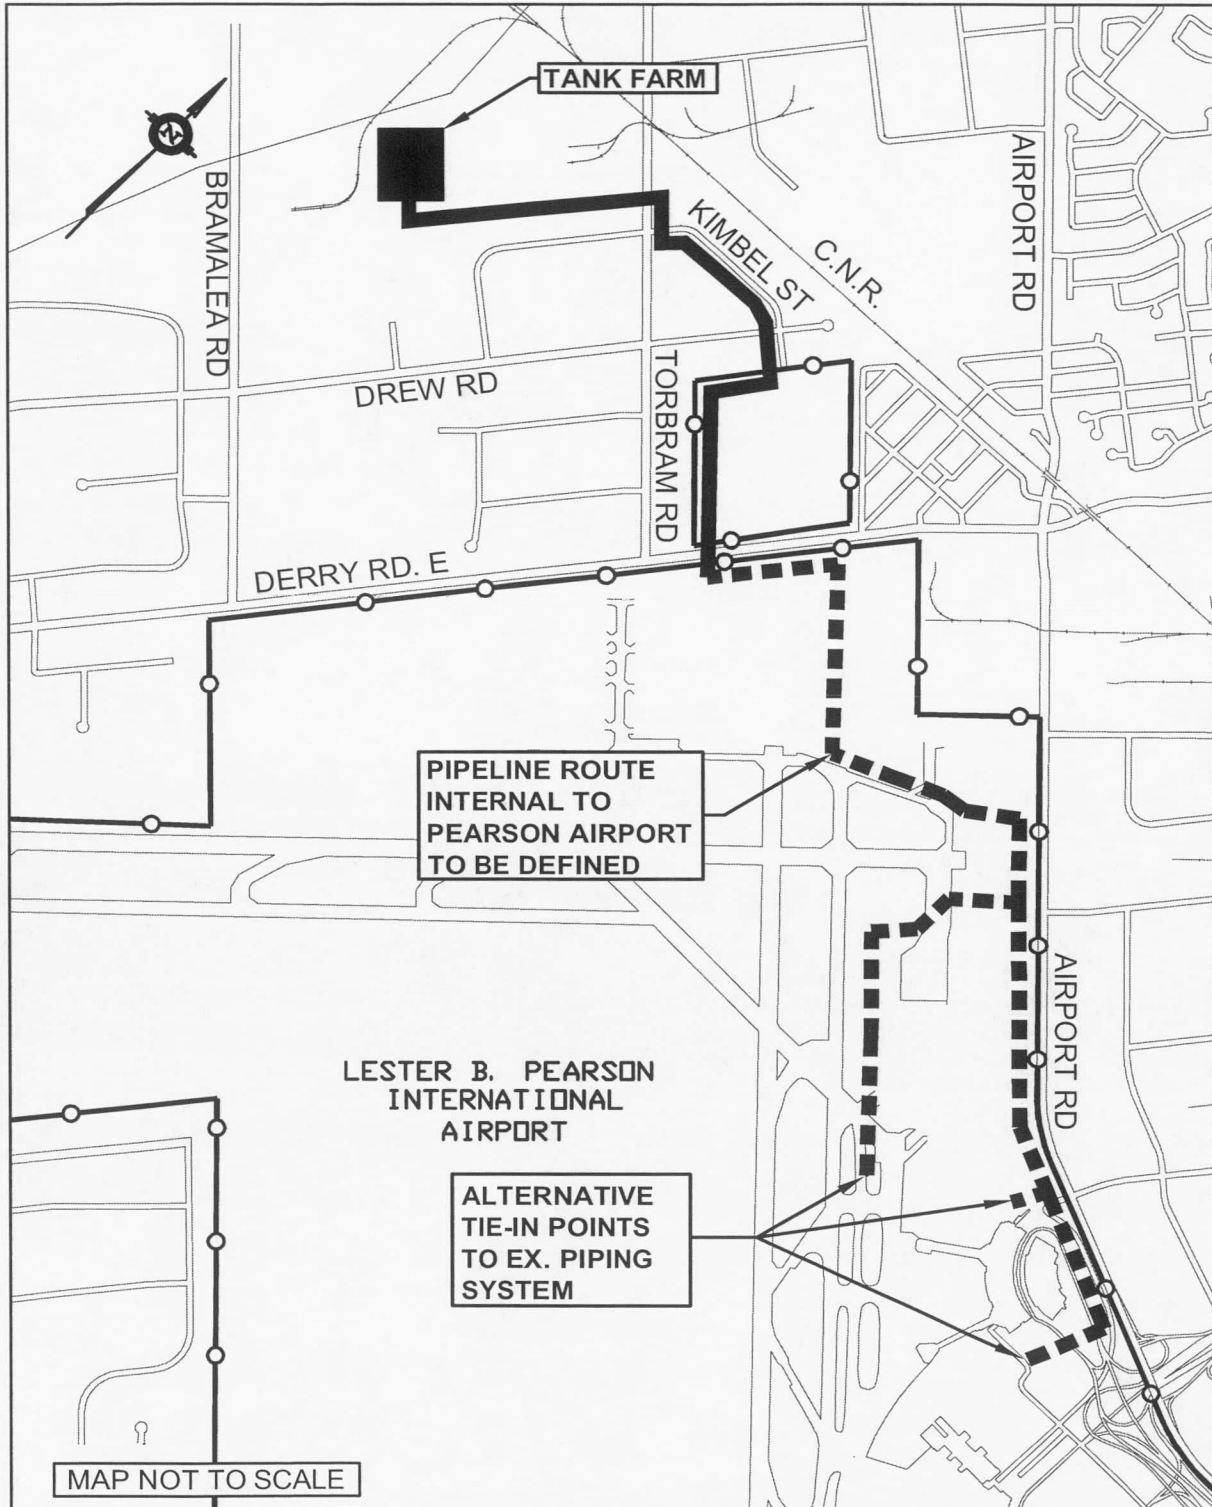 TANK FARM
N
BRAMALEA RD
AIRPORT RD
KIMBEL ST
C.N.R.
DREW RD
TORBRAM RD
DERRY RD. E
PIPELINE ROUTE
INTERNAL TO
PEARSON AIRPORT
TO BE DEFINED
AIRPORT RD
LESTER B. PEARSON
INTERNATIONAL
AIRPORT
ALTERNATIVE
TIE-IN POINTS
TO EX. PIPING
SYSTEM
MAP NOT TO SCALE